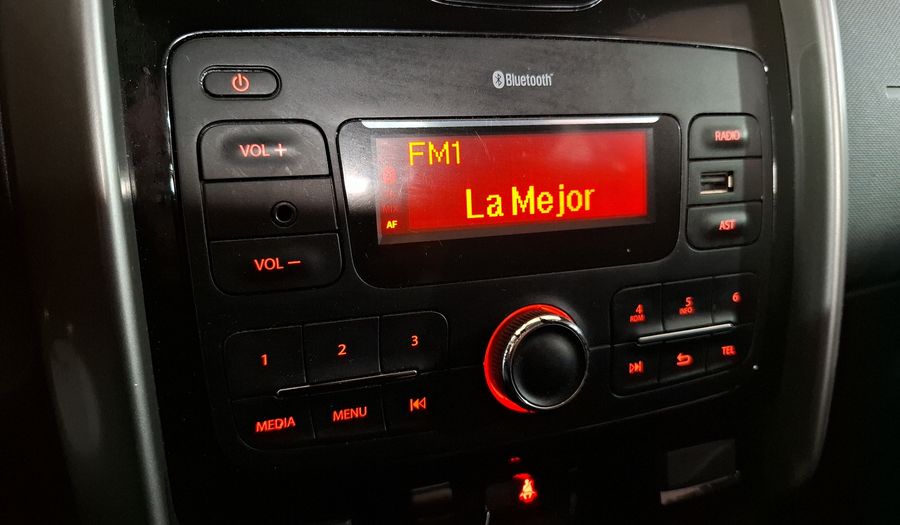 Bluetooth
VOL +
FM1
RADIO
La Mejor
AF
AST
VOL −
4
RDM
5
INFO
6
1
2
3
TEL
MEDIA
MENU